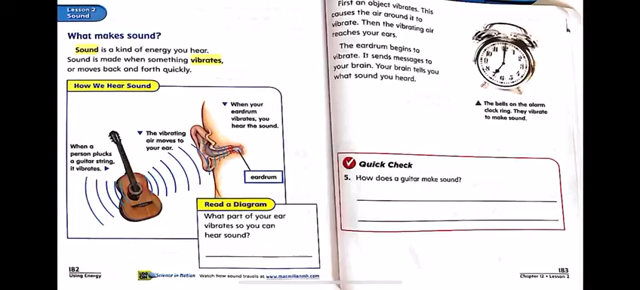 Lesson 2
Sound
What makes sound?
Sound is a kind of energy you hear.
Sound is made when something vibrates,
or moves back and forth quickly.
How We Hear Sound
When a
person plucks
a guitar string,
it vibrates. ▶
▼ The vibrating
air moves to
your ear.
▼ When your
eardrum
vibrates, you
hear the sound.
eardrum
Read a Diagram
What part of your ear
vibrates so you can
hear sound?
Watch how sound travels at www.macmillanmh.com
182
Using Energy
First an object vibrates. This
causes the air around it to
vibrate. Then the vibrating air
reaches your ears.
The eardrum begins to
vibrate. It sends messages to
your brain. Your brain tells you
what sound you heard.
▲ The bells on the alarm
clock ring. They vibrate
to make sound.
Quick Check
5. How does a guitar make sound?
183
Chapter 12 • Lesson 2